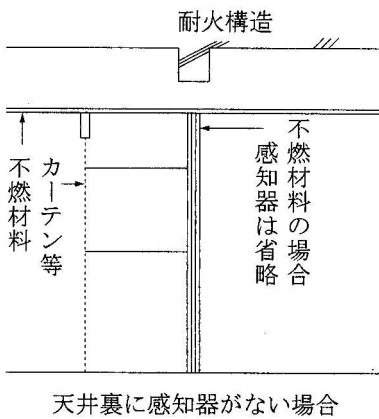 耐火構造
不燃材料の場合
感知器は省略
カーテン等
不燃材料
天井裏に感知器がない場合